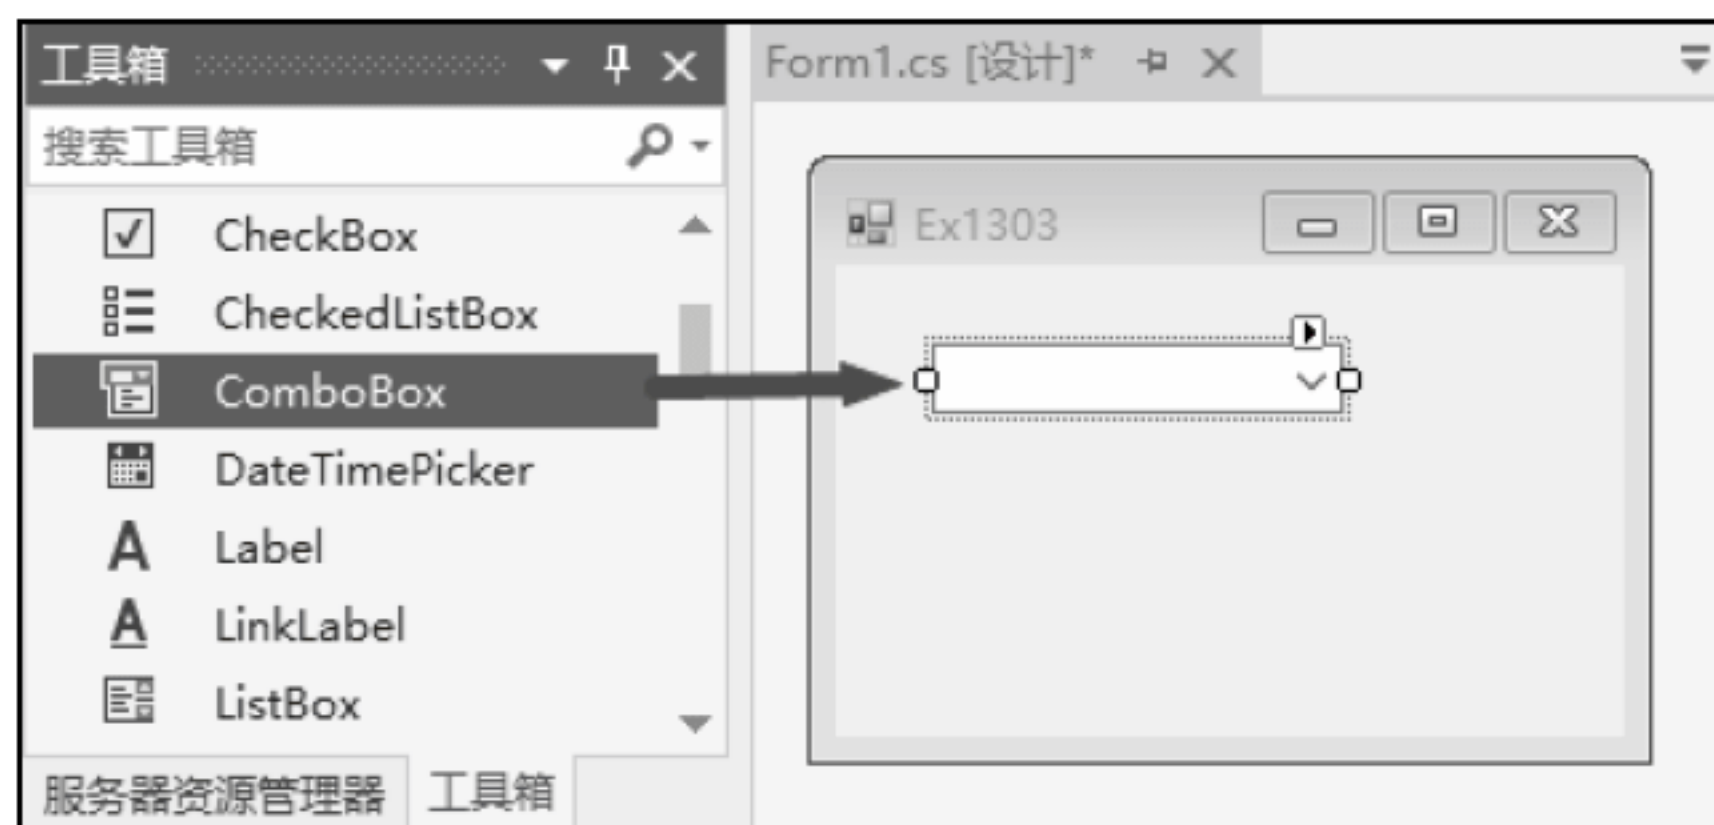 工具箱
搜索工具箱
CheckBox
CheckedListBox
ComboBox
DateTimePicker
Label
LinkLabel
ListBox
服务器资源管理器
工具箱
Form1.cs [设计]*
Ex1303